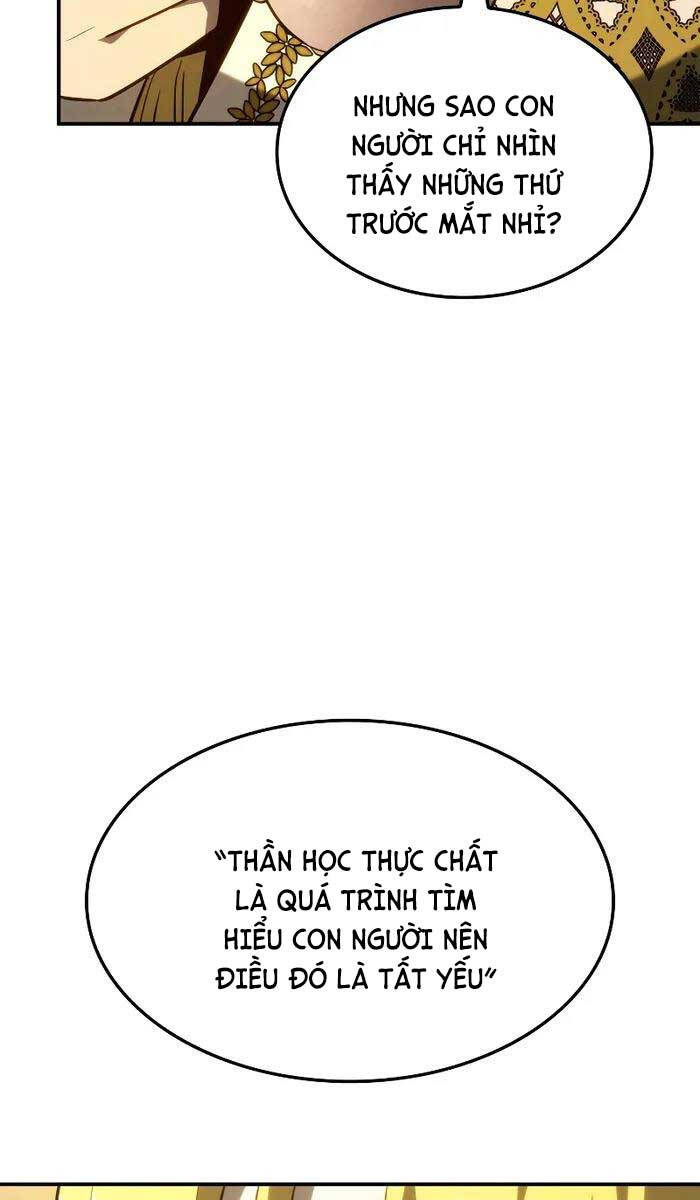 NHƯNG SAO CON
NGƯỜI CHỈ NHÌN
THẤY NHỮNG THỨ
TRƯỚC MẮT NHỈ?
“THẦN HỌC THỰC CHẤT
LÀ QUÁ TRÌNH TÌM
HIỂU CON NGƯỜI NÊN
ĐIỀU ĐÓ LÀ TẤT YẾU”